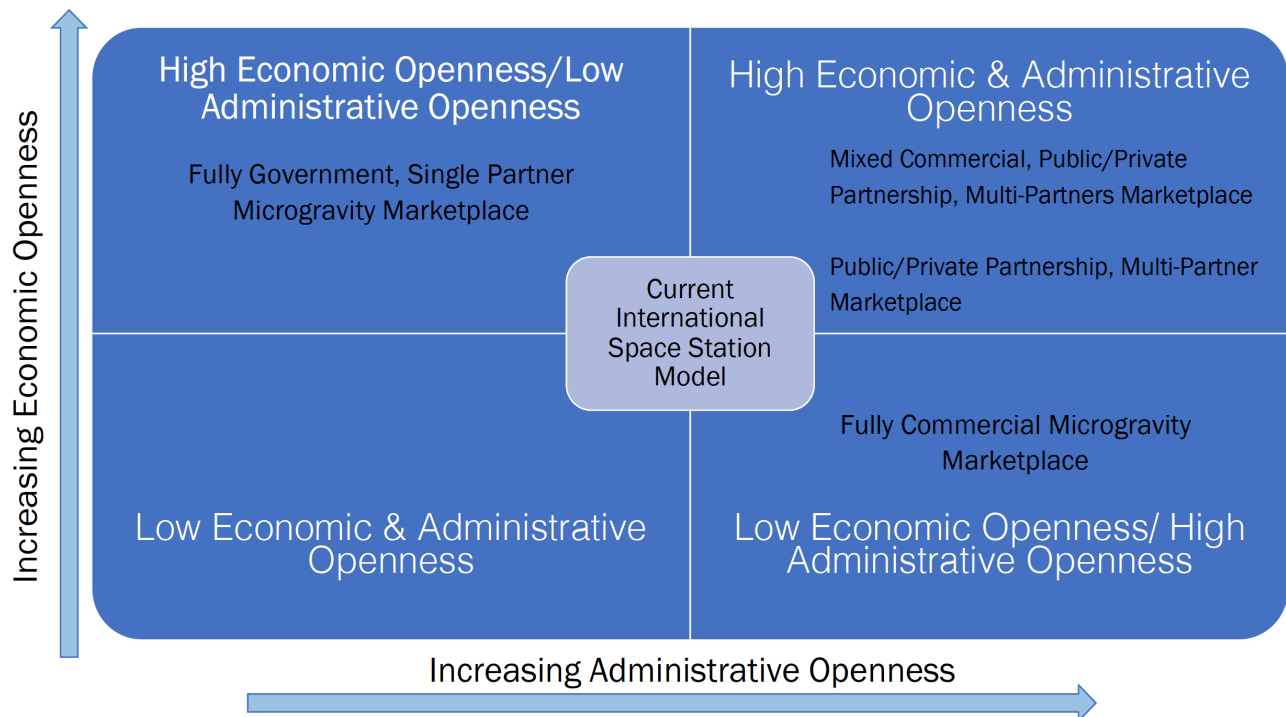 Increasing Economic Openness
High Economic Openness/Low
Administrative Openness
Fully Government, Single Partner
Microgravity Marketplace
High Economic & Administrative
Openness
Mixed Commercial, Public/Private
Partnership, Multi-Partners Marketplace
Public/Private Partnership, Multi-Partner
Marketplace
Current
International
Space Station
Model
Low Economic & Administrative
Openness
Fully Commercial Microgravity
Marketplace
Low Economic Openness/ High
Administrative Openness
Increasing Administrative Openness